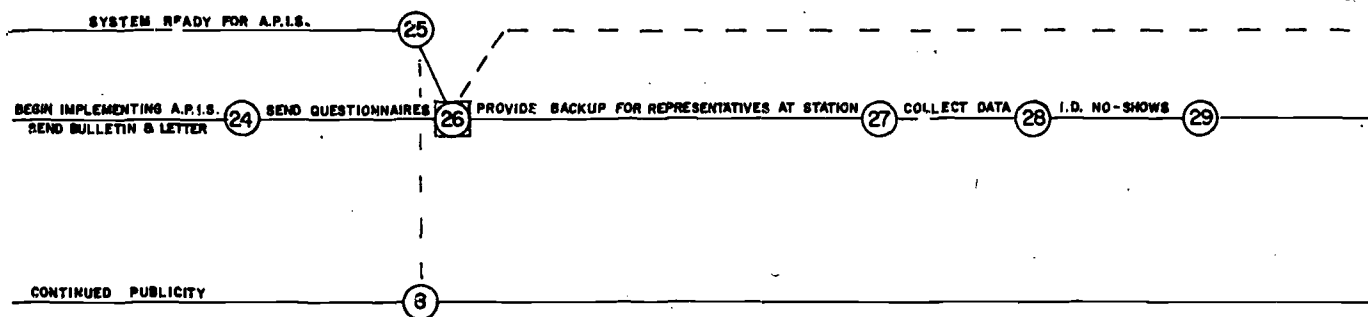 SYSTEM READY FOR A.P.I.S.
25
BEGIN IMPLEMENTING A.P.I.S.
SEND BULLETIN & LETTER
24
SEND QUESTIONNAIRES
26
PROVIDE BACKUP FOR REPRESENTATIVES AT STATION
27
COLLECT DATA
28
I.D. NO-SHOWS
29
CONTINUED PUBLICITY
8